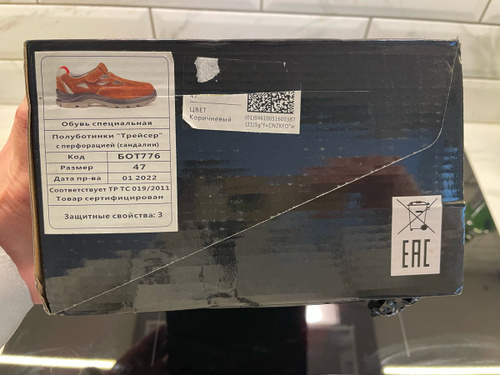 Обувь специальная
Полуботинки "Трейсер"
с перфорацией (сандалии)
Код БОТ776
Размер 47
Дата пр-ва 01 2022
Соответствует ТР ТС 019/2011
Товар сертифицирован
Защитные свойства: З
47
ЦВЕТ
Коричневый
EAC